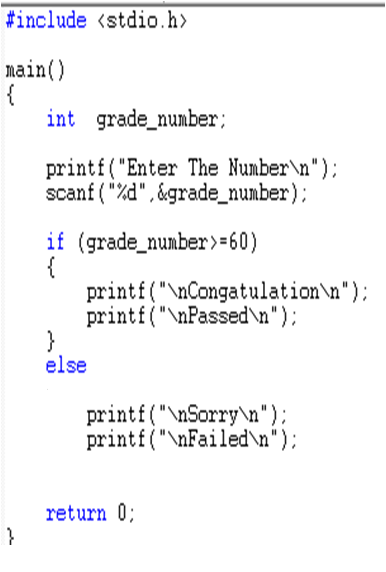 #include <stdio.h>
main()
{
int grade_number;
printf("Enter The Number\n");
scanf("%d",&grade_number);
if (grade_number>=60)
{
printf("\nCongatulation\n");
printf("\nPassed\n");
}
else
printf("\nSorry\n");
printf("\nFailed\n");
return 0;
}